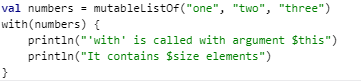 val numbers = mutableListOf("one", "two", "three")
with(numbers) {
    println("'with' is called with argument $this")
    println("It contains $size elements")
}